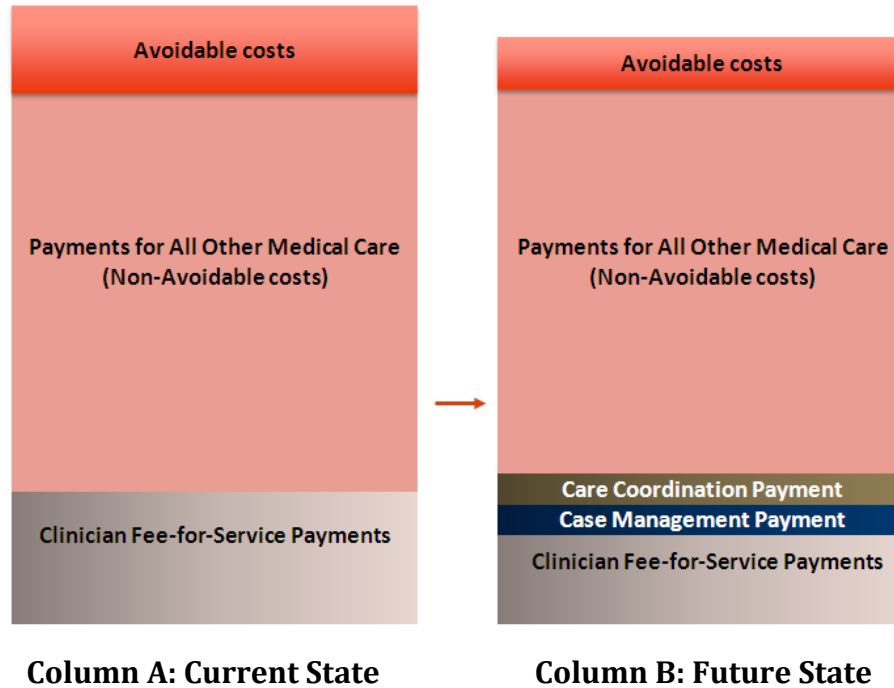 Avoidable costs
Payments for All Other Medical Care
(Non-Avoidable costs)
Clinician Fee-for-Service Payments
Column A: Current State
Avoidable costs
Payments for All Other Medical Care
(Non-Avoidable costs)
Care Coordination Payment
Case Management Payment
Clinician Fee-for-Service Payments
Column B: Future State